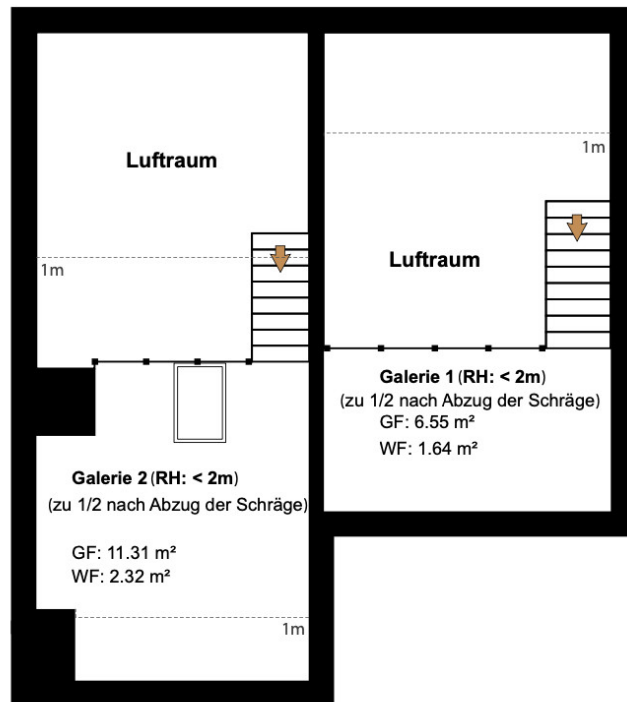 Luftraum
1m
Galerie 2 (RH: < 2m)
(zu 1/2 nach Abzug der Schräge)
GF: 11.31 m²
WF: 2.32 m²
1m
1m
Luftraum
Galerie 1 (RH: < 2m)
(zu 1/2 nach Abzug der Schräge)
GF: 6.55 m²
WF: 1.64 m²